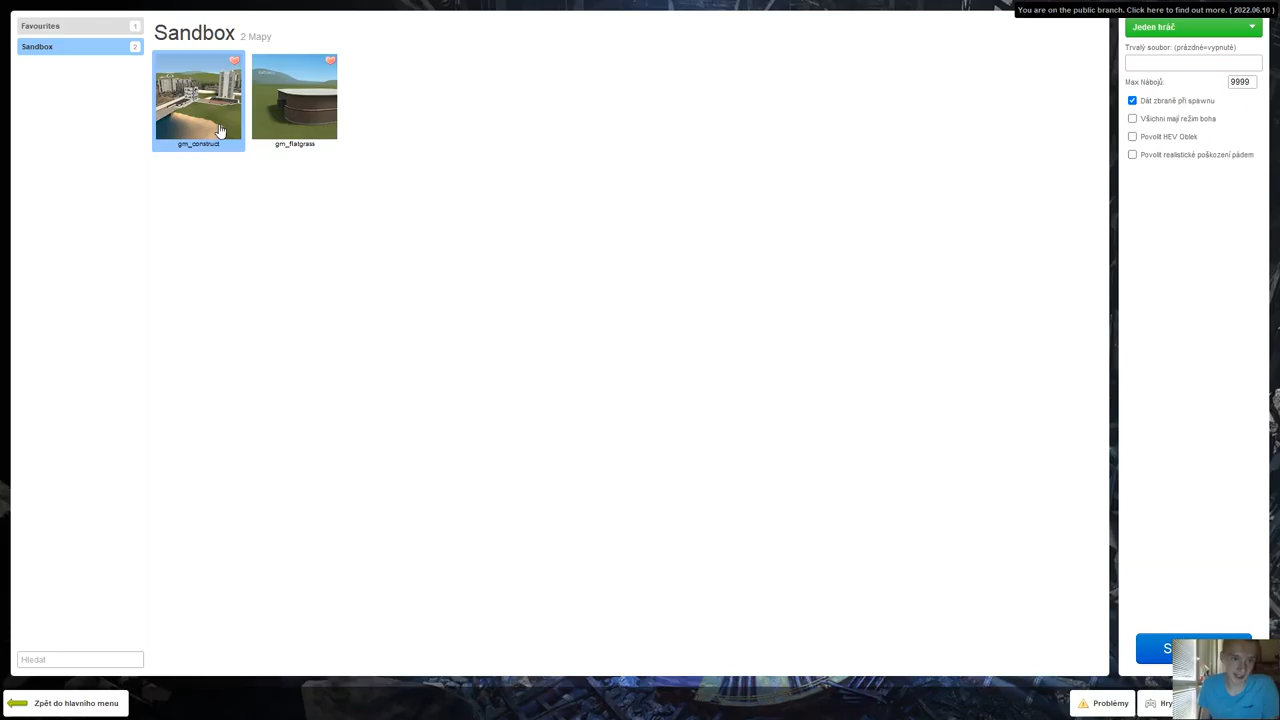 You are on the public branch. Click here to find out more. ( 2022.06.10 )
Favourites 1
Sandbox 2
Sandbox 2 Mapy
gm_construct
gm_flatgrass
Jeden hráč
Trvalý soubor: (prázdné=vypnuté)
Max Nábojů: 9999
Dát zbraně při spawnu
Všichni mají režim boha
Povolit HEV Oblek
Povolit realistické poškození pádem
Hledat
Zpět do hlavního menu
Problémy